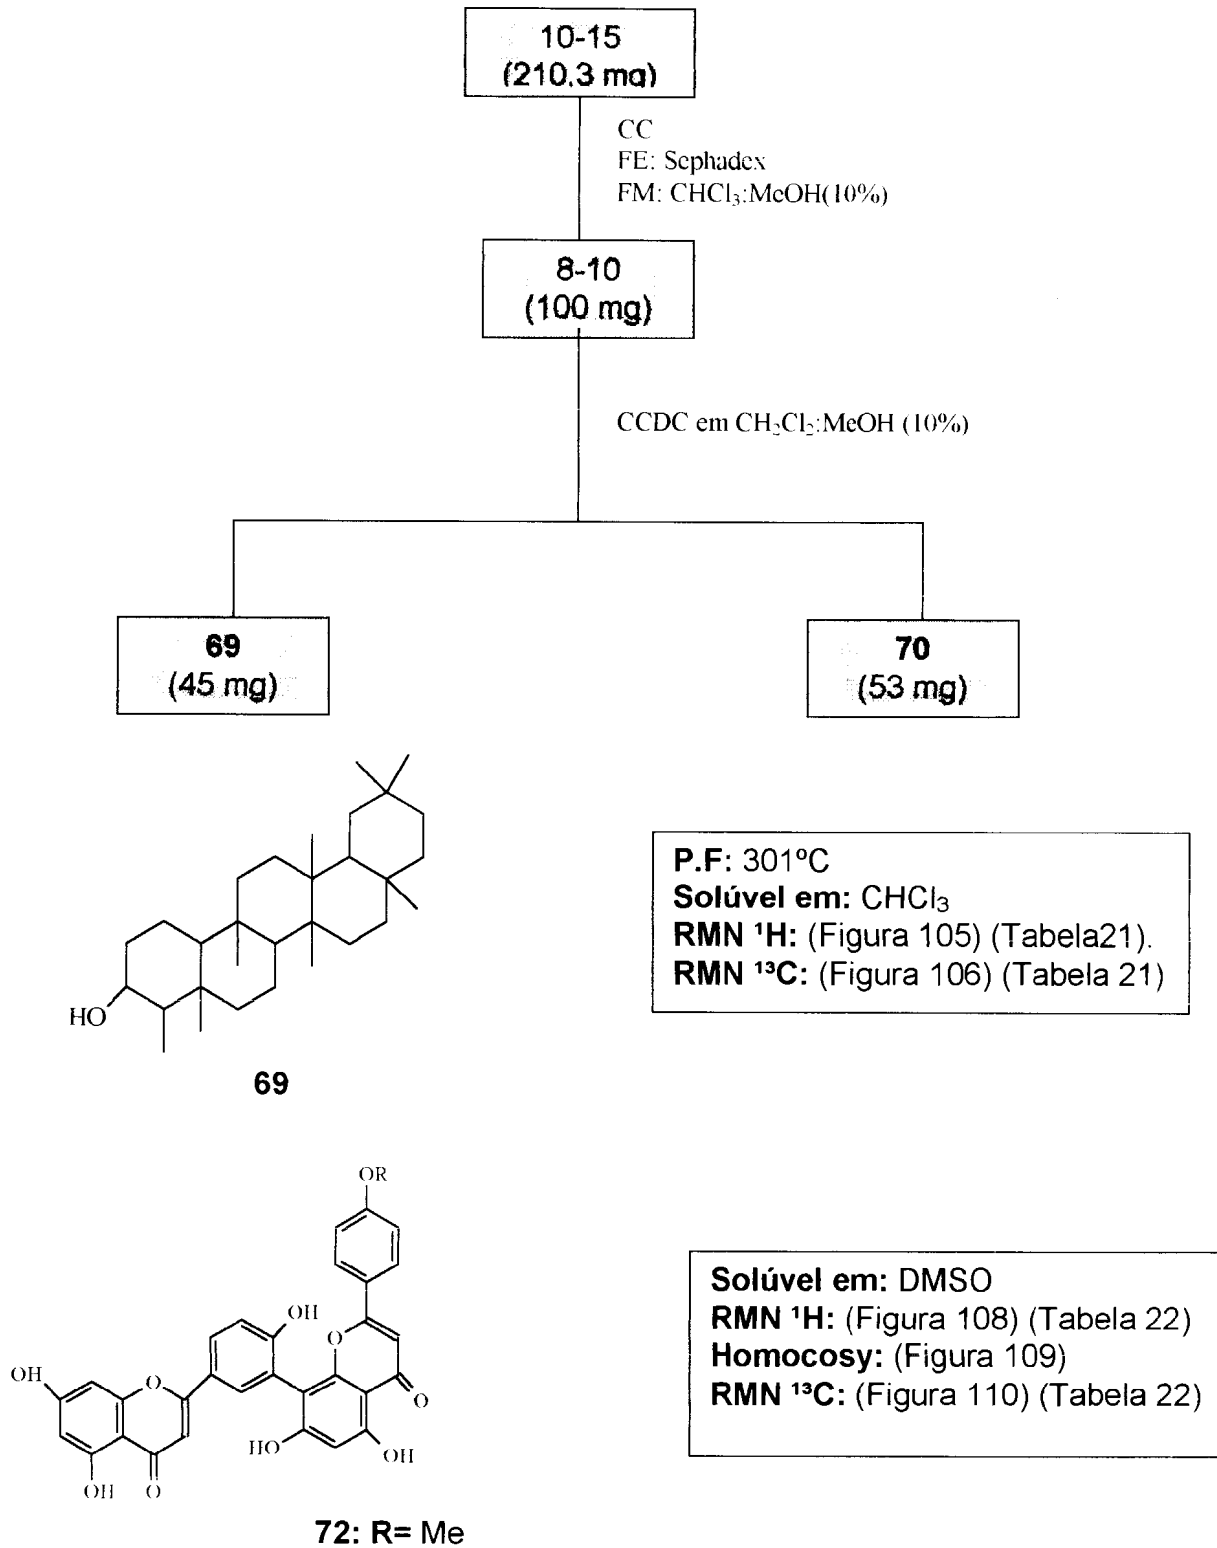 10-15
(210.3 mg)
CC
FE: Sephadex
FM: CHCl₃:MeOH(10%)
8-10
(100 mg)
CCDC em CH₂Cl₂:MeOH (10%)
69
(45 mg)
70
(53 mg)
HO
69
P.F: 301ºC
Solúvel em: CHCl₃
RMN ¹H: (Figura 105) (Tabela21).
RMN ¹³C: (Figura 106) (Tabela 21)
OR
OH
O
OH
O
O
HO
OH
OH
O
72: R= Me
Solúvel em: DMSO
RMN ¹H: (Figura 108) (Tabela 22)
Homocosy: (Figura 109)
RMN ¹³C: (Figura 110) (Tabela 22)